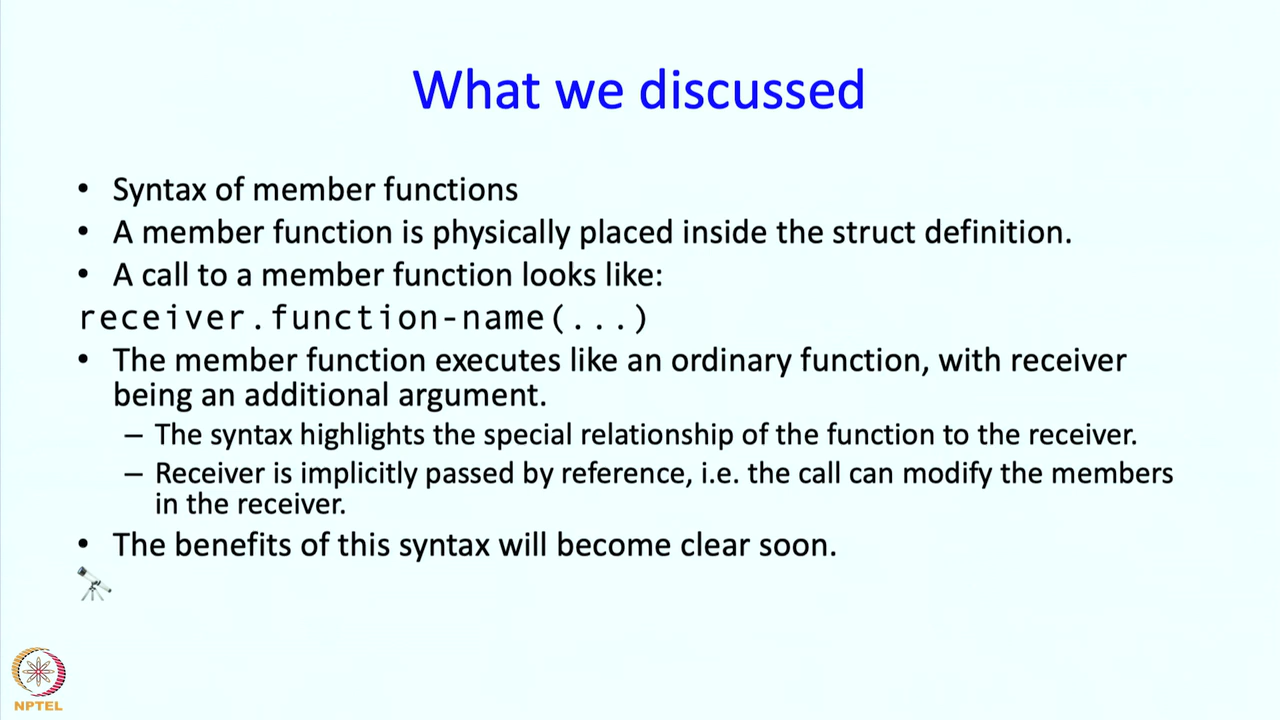 What we discussed
• Syntax of member functions
• A member function is physically placed inside the struct definition.
• A call to a member function looks like:
receiver.function-name(...)
• The member function executes like an ordinary function, with receiver
being an additional argument.
– The syntax highlights the special relationship of the function to the receiver.
– Receiver is implicitly passed by reference, i.e. the call can modify the members
in the receiver.
• The benefits of this syntax will become clear soon.
NPTEL